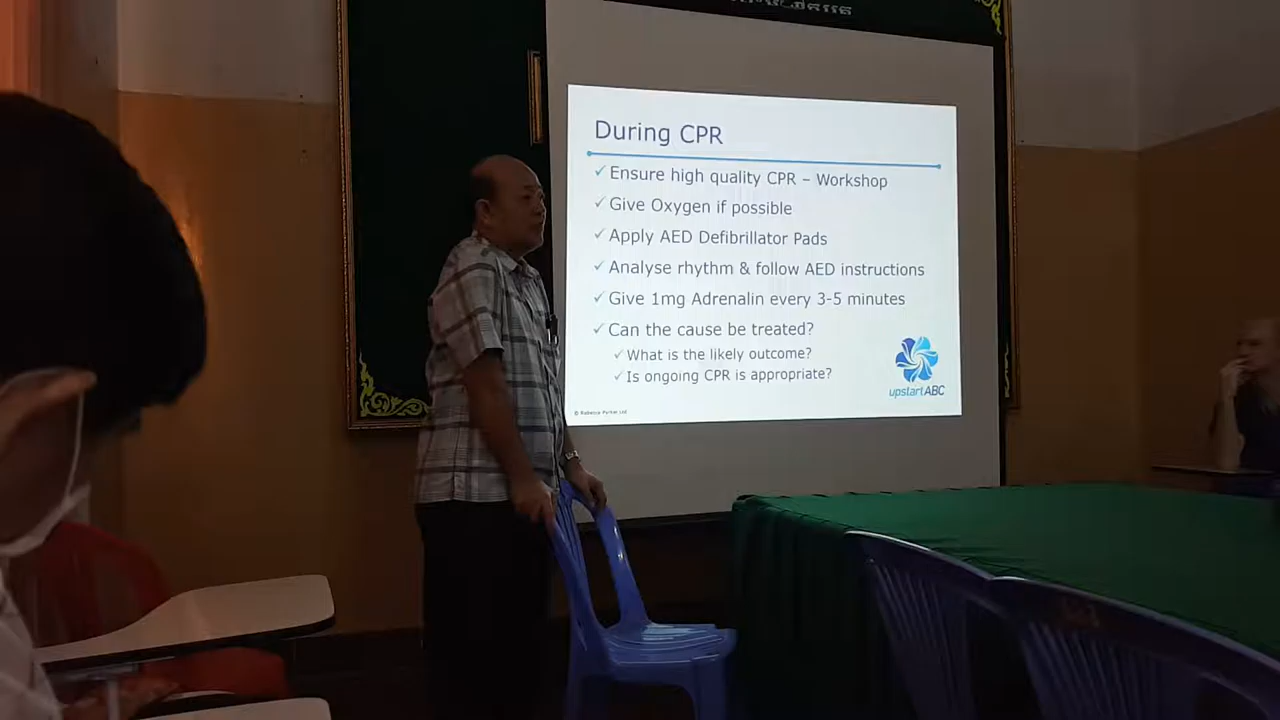 During CPR
✓ Ensure high quality CPR – Workshop
✓ Give Oxygen if possible
✓ Apply AED Defibrillator Pads
✓ Analyse rhythm & follow AED instructions
✓ Give 1mg Adrenalin every 3-5 minutes
✓ Can the cause be treated?
✓ What is the likely outcome?
✓ Is ongoing CPR is appropriate?
upstartABC